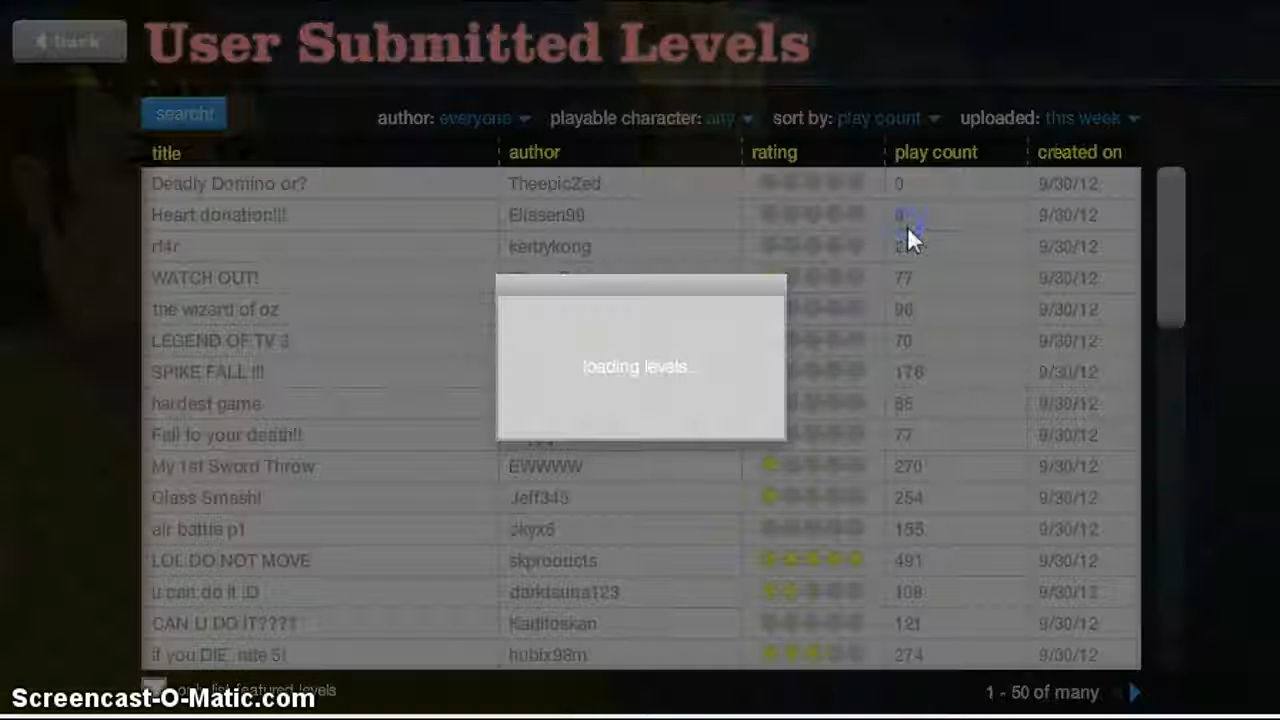 back
User Submitted Levels
search!
author: everyone playable character: any sort by: play count uploaded: this week
title author rating play count created on
Deadly Domino or? TheepicZed 0 9/30/12
Heart donation!!! 9/30/12
rf4r kerbykong 9/30/12
WATCH OUT! 77 9/30/12
the wizard of oz 96 9/30/12
LEGEND OF TV 3 70 9/30/12
SPIKE FALL !!! 176 9/30/12
hardest game 85 9/30/12
Fall to your death!! 77 9/30/12
My 1st Sword Throw EWWWW 270 9/30/12
Glass Smash! Jeff345 254 9/30/12
air battle p1 155 9/30/12
LOL DO NOT MOVE skproducts 491 9/30/12
u can do it :D 108 9/30/12
CAN U DO IT???? 121 9/30/12
if you DIE, rate 5! hubix98m 274 9/30/12
loading levels...
only list featured levels
1 - 50 of many
Screencast-O-Matic.com